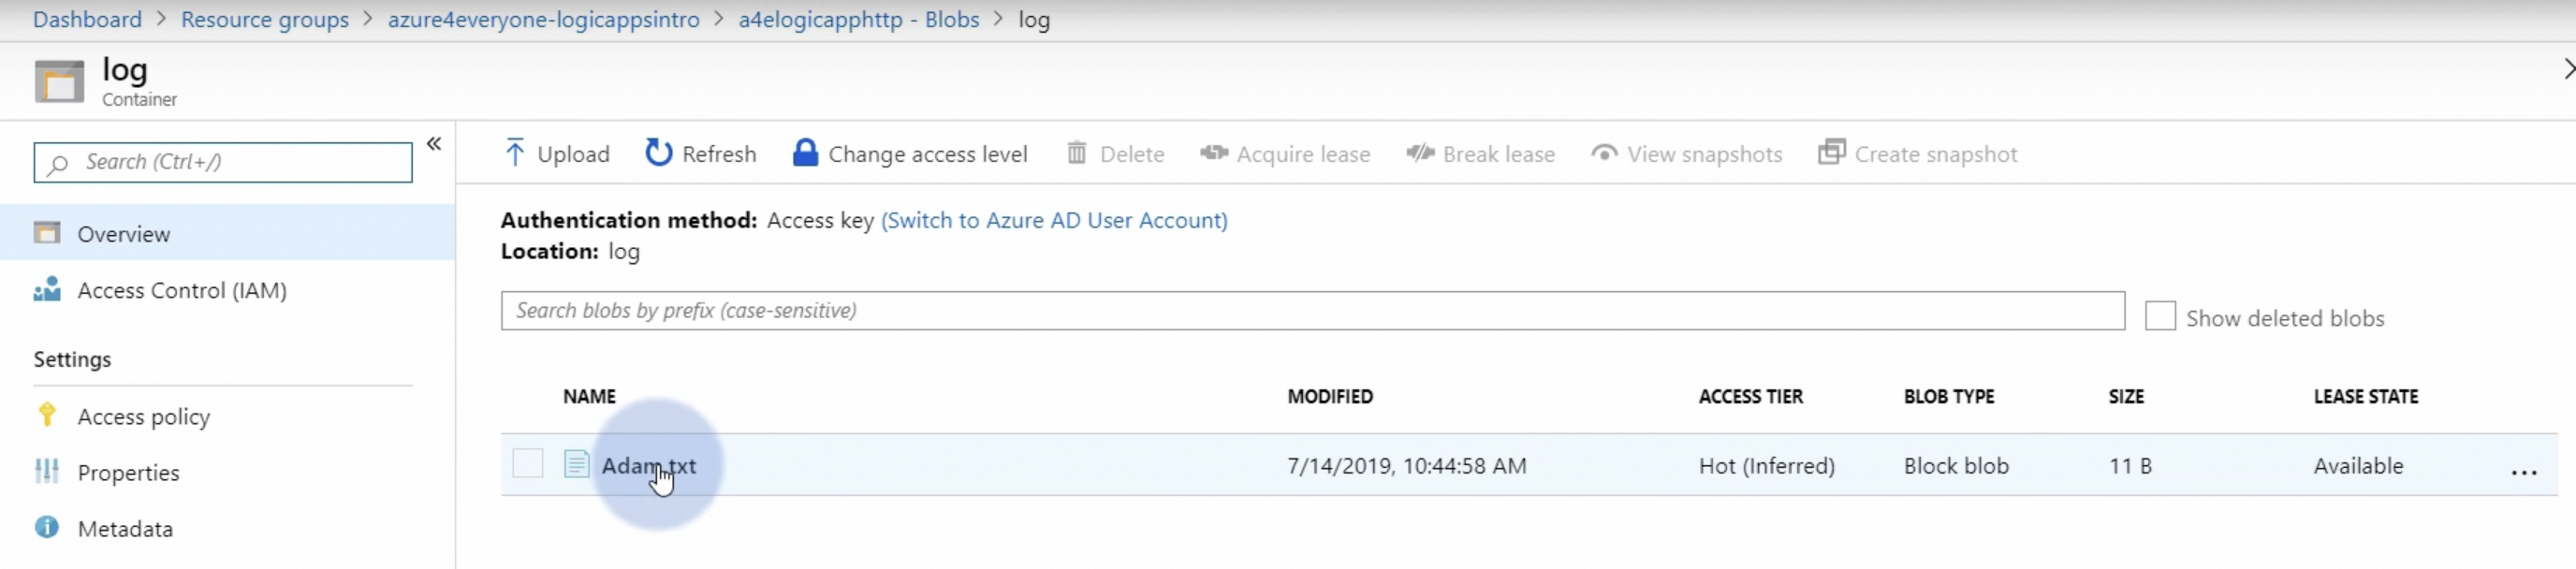 Dashboard > Resource groups > azure4everyone-logicappsintro > a4elogicapphttp - Blobs > log
log
Container
Search (Ctrl+/)
«
Overview
Access Control (IAM)
Settings
Access policy
Properties
Metadata
Upload Refresh Change access level Delete Acquire lease Break lease View snapshots Create snapshot
Authentication method: Access key (Switch to Azure AD User Account)
Location: log
Search blobs by prefix (case-sensitive) Show deleted blobs
NAME MODIFIED ACCESS TIER BLOB TYPE SIZE LEASE STATE
Adam.txt 7/14/2019, 10:44:58 AM Hot (Inferred) Block blob 11 B Available ...